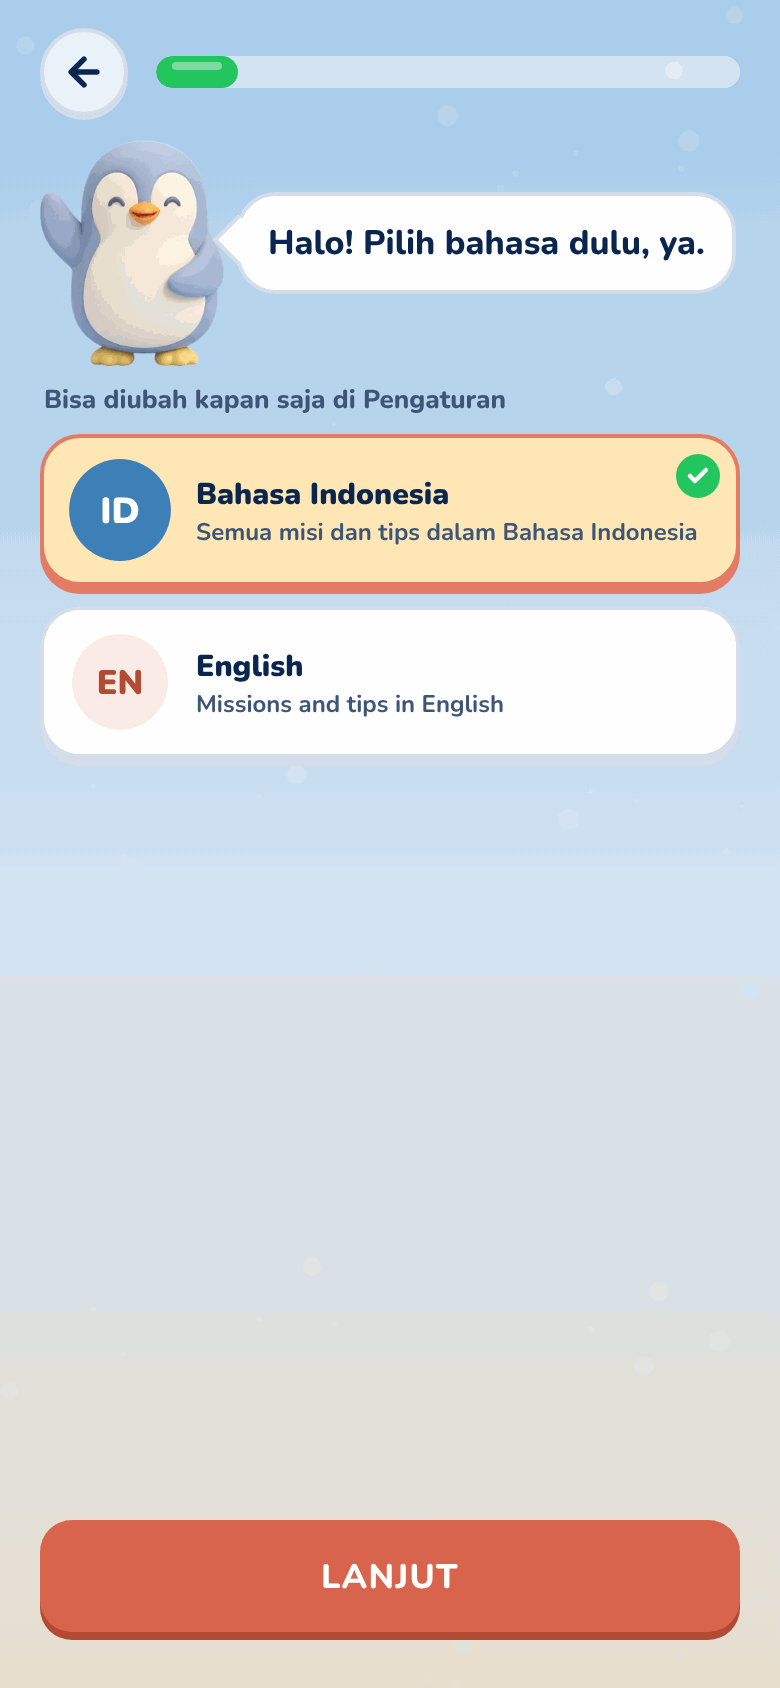 Halo! Pilih bahasa dulu, ya.
Bisa diubah kapan saja di Pengaturan
ID
Bahasa Indonesia
Semua misi dan tips dalam Bahasa Indonesia
EN
English
Missions and tips in English
LANJUT